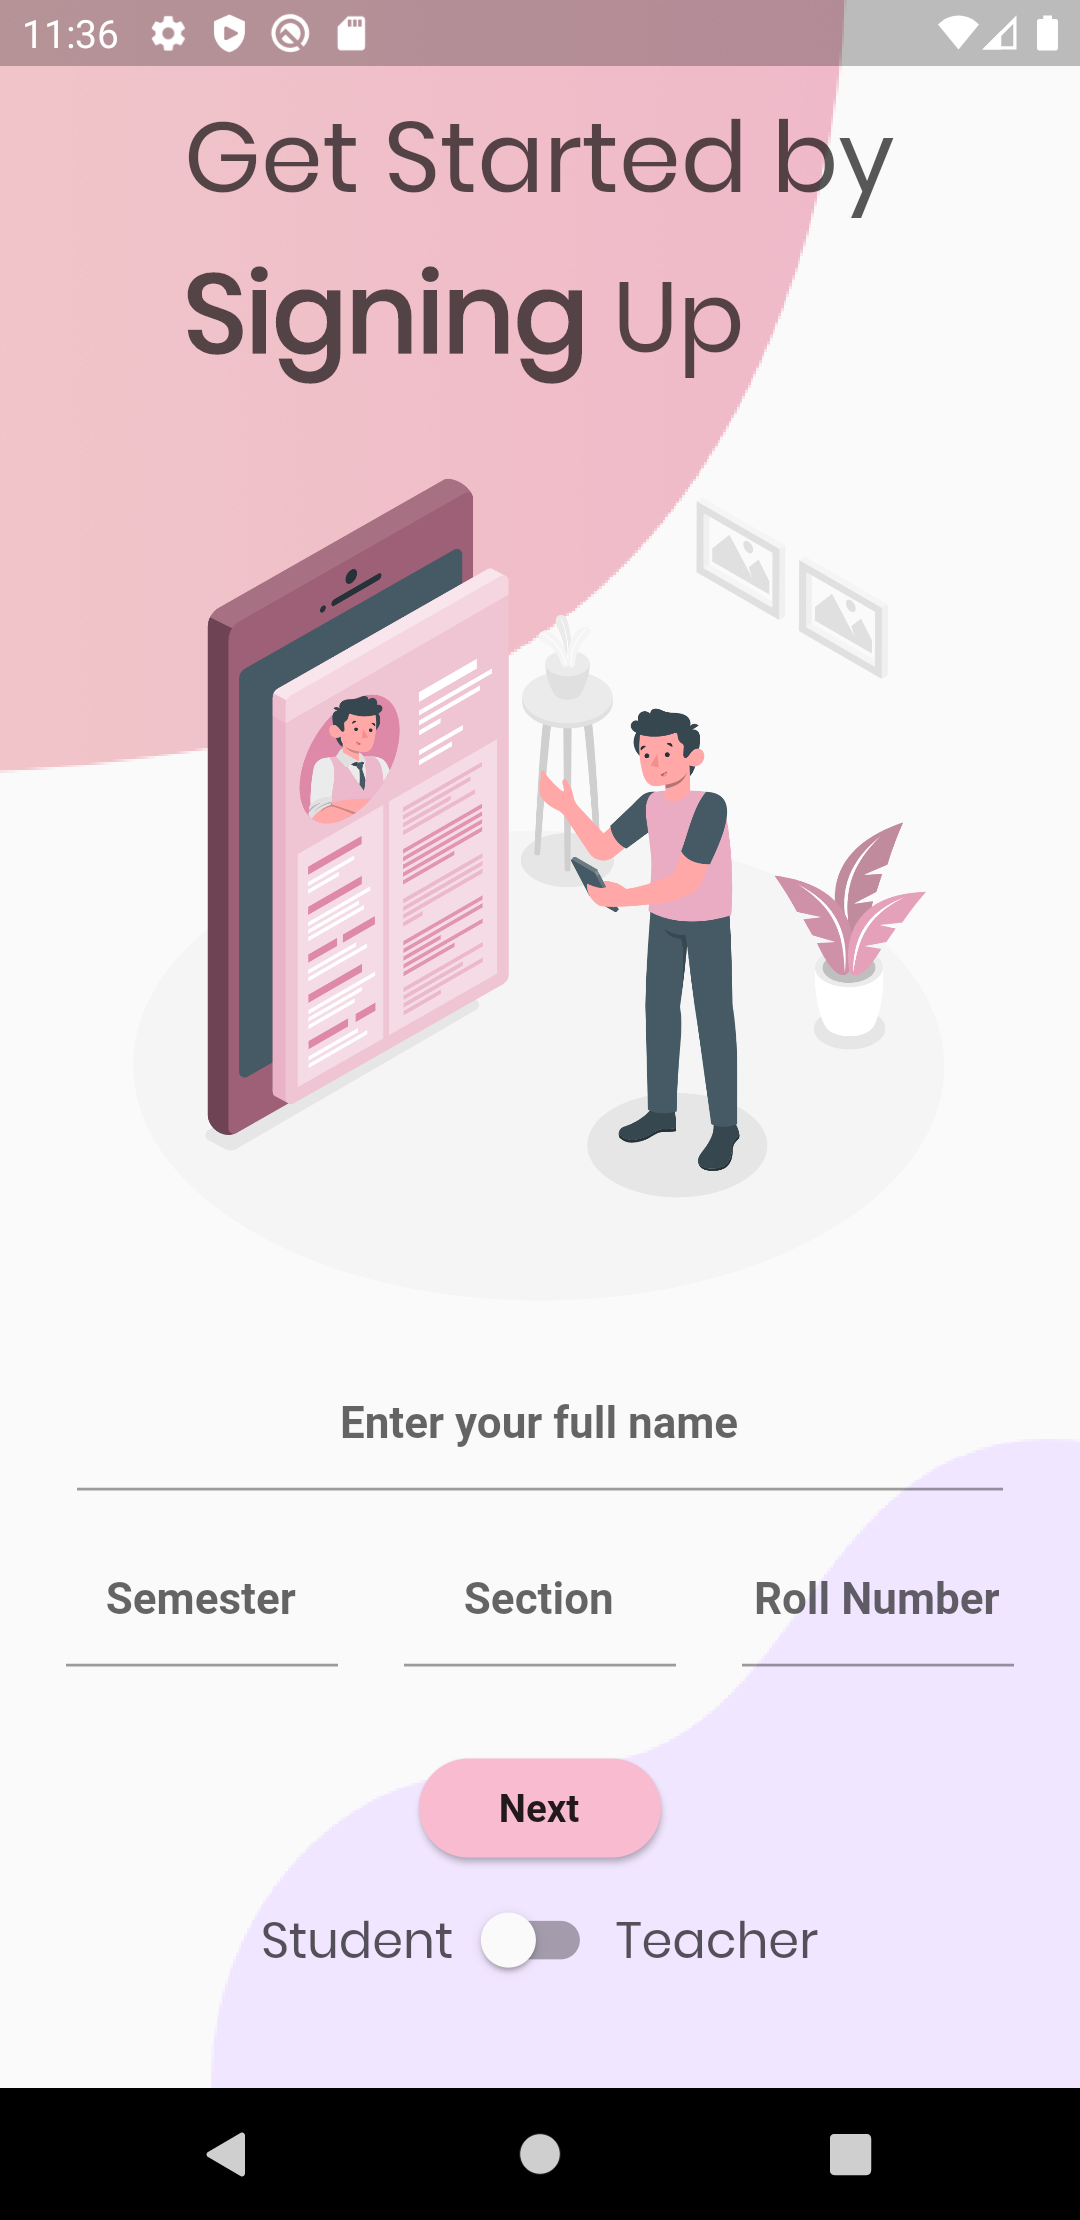 11:36
Get Started by
Signing Up
Enter your full name
Semester Section Roll Number
Next
Student Teacher